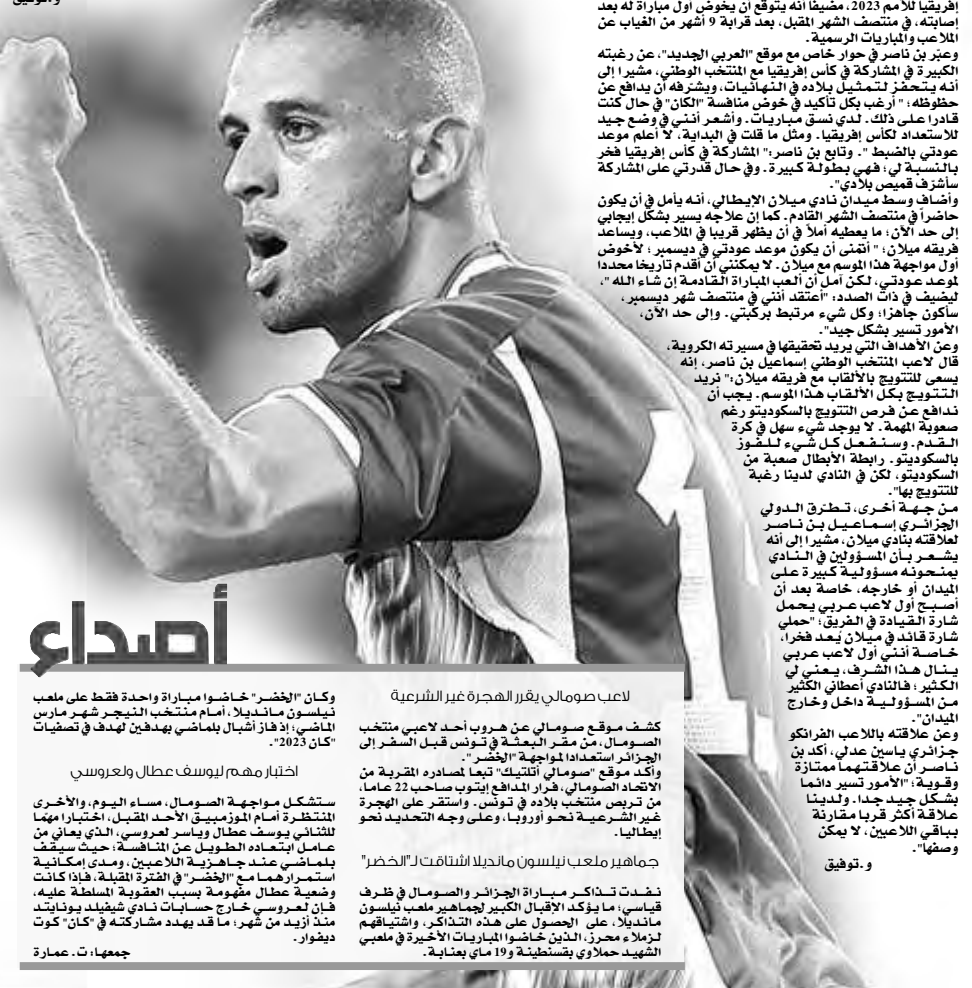 إفريقيا للأمم 2023، مضيفا أنه يتوقع أن يخوض أول مباراة له بعد
إصابته، في منتصف الشهر المقبل، بعد قرابة 9 أشهر من الغياب عن
الملاعب والمباريات الرسمية.
وعبّر بن ناصر في حوار خاص مع موقع "العربي الجديد"، عن رغبته
الكبيرة في المشاركة في كأس إفريقيا مع المنتخب الوطني، مشيرا إلى
أنه يتحفز لتمثيل بلاده في النهائيات، ويشرّفه أن يدافع عن
حظوظه؛ "أرغب بكل تأكيد في خوض منافسة "الكان" في حال كنت
قادرا على ذلك. لدي نسق مباريات. وأشعر أنني في وضع جيد
للاستعداد لكأس إفريقيا. ومثل ما قلت في البداية، لا أعلم موعد
عودتي بالضبط ". وتابع بن ناصر:" المشاركة في كأس إفريقيا فخر
بالنسبة لي؛ فهي بطولة كبيرة. وفي حال قدرتي على المشاركة
سأشرّف قميص بلادي".
وأضاف وسط ميدان نادي ميلان الإيطالي، أنه يأمل في أن يكون
حاضراً في منتصف الشهر القادم. كما إن علاجه يسير بشكل إيجابي
إلى حد الآن؛ ما يعطيه أملاً في أن يظهر قريبا في الملاعب، ويساعد
فريقه ميلان؛ "أتمنى أن يكون موعد عودتي في ديسمبر؛ لأخوض
أول مواجهة هذا الموسم مع ميلان. لا يمكنني أن أقدم تاريخا محددا
لموعد عودتي، لكن آمل أن ألعب المباراة القادمة إن شاء الله "،
ليضيف في ذات الصدد: "أعتقد أنني في منتصف شهر ديسمبر،
سأكون جاهزا؛ وكل شيء مرتبط بركبتي. وإلى حد الآن،
الأمور تسير بشكل جيد".
وعن الأهداف التي يريد تحقيقها في مسيرته الكروية،
قال لاعب المنتخب الوطني إسماعيل بن ناصر، إنه
يسعى للتتويج بالألقاب مع فريقه ميلان:" نريد
التتويج بكل الألقاب هذا الموسم. يجب أن
ندافع عن فرص التتويج بالسكوديتو رغم
صعوبة المهمة. لا يوجد شيء سهل في كرة
القدم. وسنفعل كل شيء للفوز
بالسكوديتو. رابطة الأبطال صعبة من
السكوديتو، لكن في النادي لدينا رغبة
للتتويج بها".
من جهة أخرى، تطرّق الدولي
الجزائري إسماعيل بن ناصر
لعلاقته بنادي ميلان، مشيرا إلى أنه
يشعر بأن المسؤولين في النادي
يمنحونه مسؤولية كبيرة على
الميدان أو خارجه، خاصة بعد أن
أصبح أول لاعب عربي يحمل
شارة القيادة في الفريق؛ "حملي
شارة قائد في ميلان يُعد فخرا،
خاصة أنني أول لاعب عربي
ينال هذا الشرف، يعني لي
الكثير؛ فالنادي أعطاني الكثير
من المسؤولية داخل وخارج
الميدان".
وعن علاقته باللاعب الفرانكو
جزائري ياسين عدلي، أكد بن
ناصر أن علاقتهما ممتازة
وقوية؛ "الأمور تسير دائما
بشكل جيد جدا. ولدينا
علاقة أكثر قربا مقارنة
بباقي اللاعبين، لا يمكن
وصفها".
و.توفيق
أصداء
لاعب صومالي يقرر الهجرة غير الشرعية
كشف موقع صومالي عن هروب أحد لاعبي منتخب
الصومال، من مقر البعثة في تونس قبل السفر إلى
الجزائر استعدادا لمواجهة "الخضر".
وأكد موقع "صومالي أتلتيك" تبعا لمصادره المقربة من
الاتحاد الصومالي، فرار المدافع إيتوب صاحب 22 عاما،
من تربص منتخب بلاده في تونس. واستقر على الهجرة
غير الشرعية نحو أوروبا، وعلى وجه التحديد نحو
إيطاليا.
جماهير ملعب نيلسون مانديلا اشتاقت لـ"الخضر"
نفدت تذاكر مباراة الجزائر والصومال في ظرف
قياسي؛ ما يؤكد الإقبال الكبير لجماهير ملعب نيلسون
مانديلا، على الحصول على هذه التذاكر، واشتياقهم
لزملاء محرز، الذين خاضوا المباريات الأخيرة في ملعبي
الشهيد حملاوي بقسنطينة و19 ماي بعنابة.
وكان "الخضر" خاضوا مباراة واحدة فقط على ملعب
نيلسون مانديلا، أمام منتخب النيجر شهر مارس
الماضي؛ إذ فاز أشبال بلماضي بهدفين لهدف في تصفيات
"كان 2023".
اختبار مهم ليوسف عطال ولعروسي
ستشكل مواجهة الصومال، مساء اليوم، والأخرى
المنتظرة أمام الموزمبيق الأحد المقبل، اختبارا مهما
للثنائي يوسف عطال وياسر لعروسي، الذي يعاني من
عامل ابتعاده الطويل عن المنافسة؛ حيث سيقف
بلماضي عند جاهزية اللاعبين، ومدى إمكانية
استمرارهما مع "الخضر" في الفترة المقبلة، فإذا كانت
وضعية عطال مفهومة بسبب العقوبة المسلطة عليه،
فإن لعروسي خارج حسابات نادي شيفيلد يونايتد
منذ أزيد من شهر؛ ما قد يهدد مشاركته في "كان" كوت
ديفوار.
جمعها: ت. عمارة